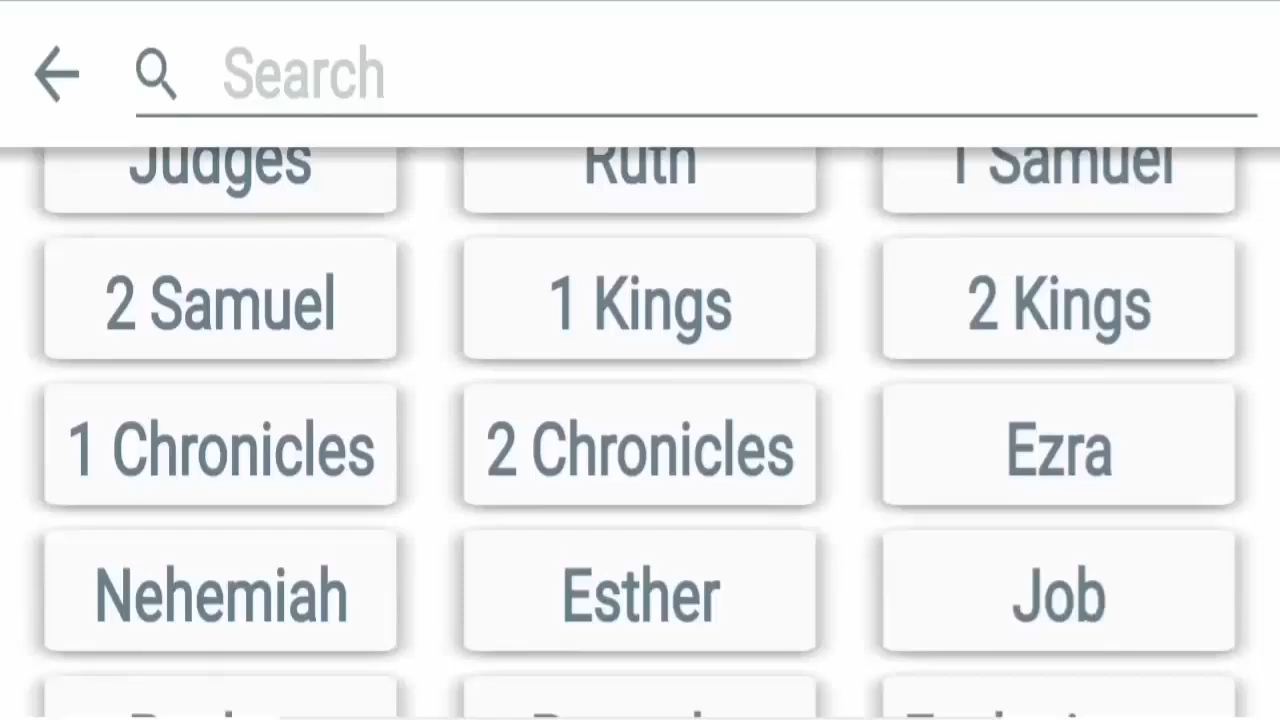 Search
Judges Ruth 1 Samuel
2 Samuel 1 Kings 2 Kings
1 Chronicles 2 Chronicles Ezra
Nehemiah Esther Job